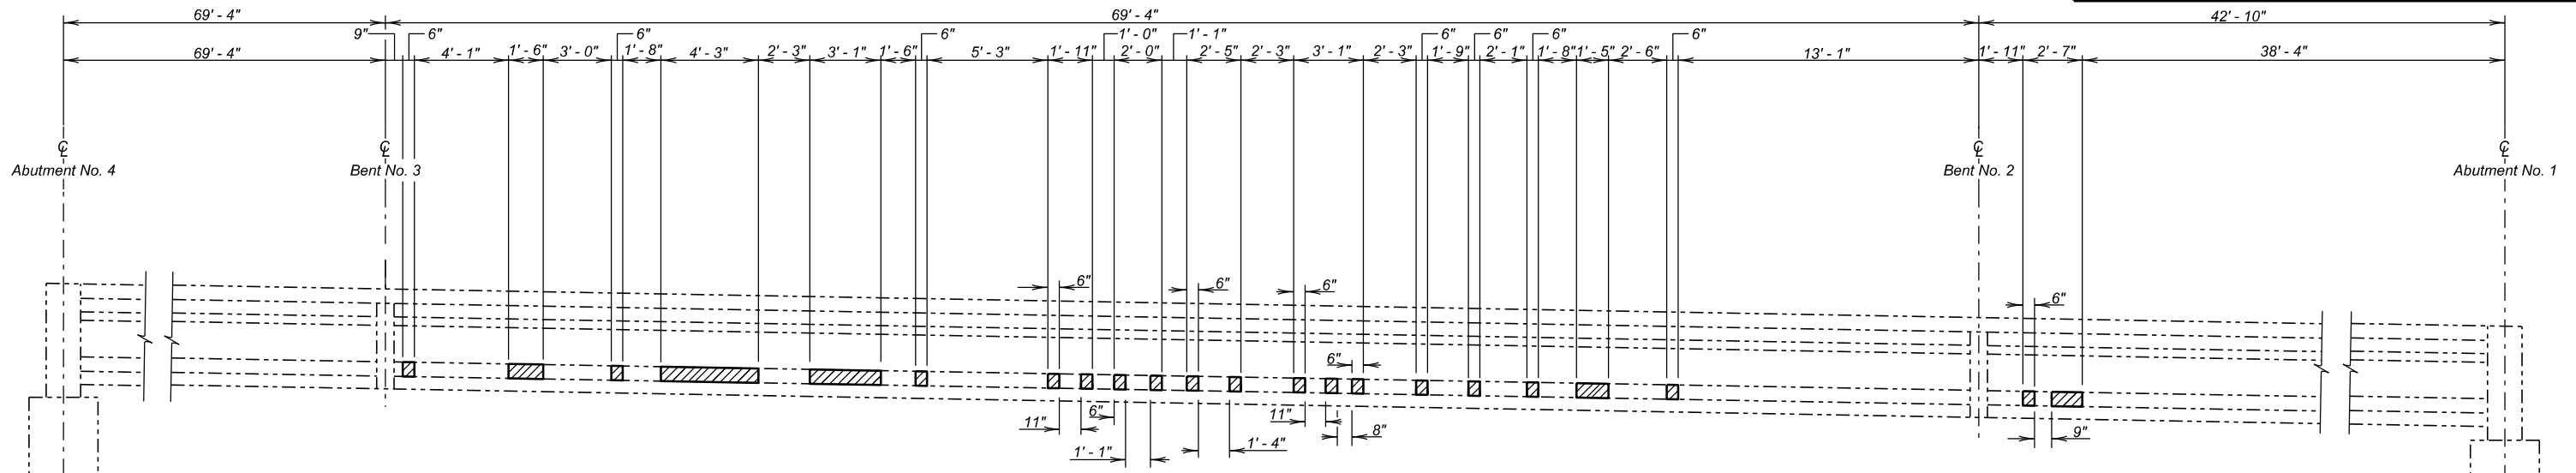 69' - 4" 69' - 4" 42' - 10"
9" 6" 6" 6" 1' - 0" 1' - 1" 6" 6" 6" 6"
69' - 4" 4' - 1" 1' - 6" 3' - 0" 1' - 8" 4' - 3" 2' - 3" 3' - 1" 1' - 6" 5' - 3" 1' - 11" 2' - 0" 2' - 5" 2' - 3" 3' - 1" 2' - 3" 1' - 9" 2' - 1" 1' - 8" 1' - 5" 2' - 6" 13' - 1" 1' - 11" 2' - 7" 38' - 4"
℄ ℄ ℄ ℄
Abutment No. 4 Bent No. 3 Bent No. 2 Abutment No. 1
6" 6" 6" 6"
6"
11" 6" 11" 8" 9"
1' - 1" 1' - 4"